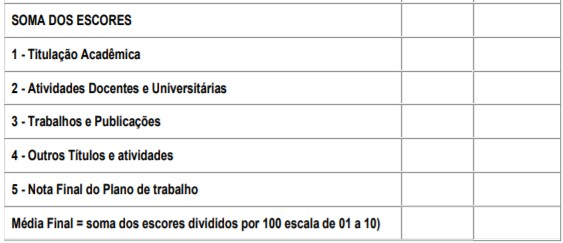 SOMA DOS ESCORES
1 - Titulação Acadêmica
2 - Atividades Docentes e Universitárias
3 - Trabalhos e Publicações
4 - Outros Títulos e atividades
5 - Nota Final do Plano de trabalho
Média Final = soma dos escores divididos por 100 escala de 01 a 10)